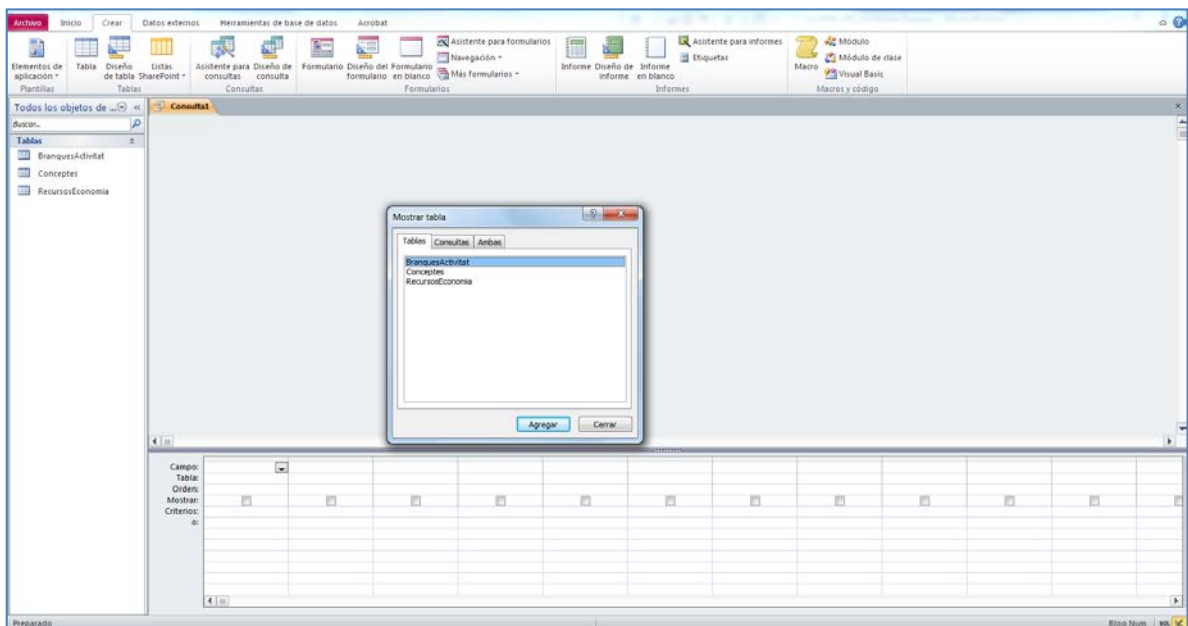 Archivo Inicio Crear Datos externos Herramientas de base de datos Acrobat
Elementos de aplicación
Tabla
Diseño de tabla
Listas SharePoint
Asistente para consultas
Diseño de consulta
Formulario
Diseño del formulario
Formulario en blanco
Asistente para formularios
Navegación
Más formularios
Informe
Diseño de informe
Informe en blanco
Asistente para informes
Etiquetas
Macro
Módulo
Módulo de clase
Visual Basic
Plantillas Tablas Consultas Formularios Informes Macros y código
Todos los objetos de ...
Consulta1
Buscar...
Tablas
BranquesActivitat
Conceptes
RecursosEconomia
Mostrar tabla
Tablas Consultas Ambas
BranquesActivitat
Conceptes
RecursosEconomia
Agregar Cerrar
Campo:
Tabla:
Orden:
Mostrar:
Criterios:
o:
Preparado Bloq Num SQL